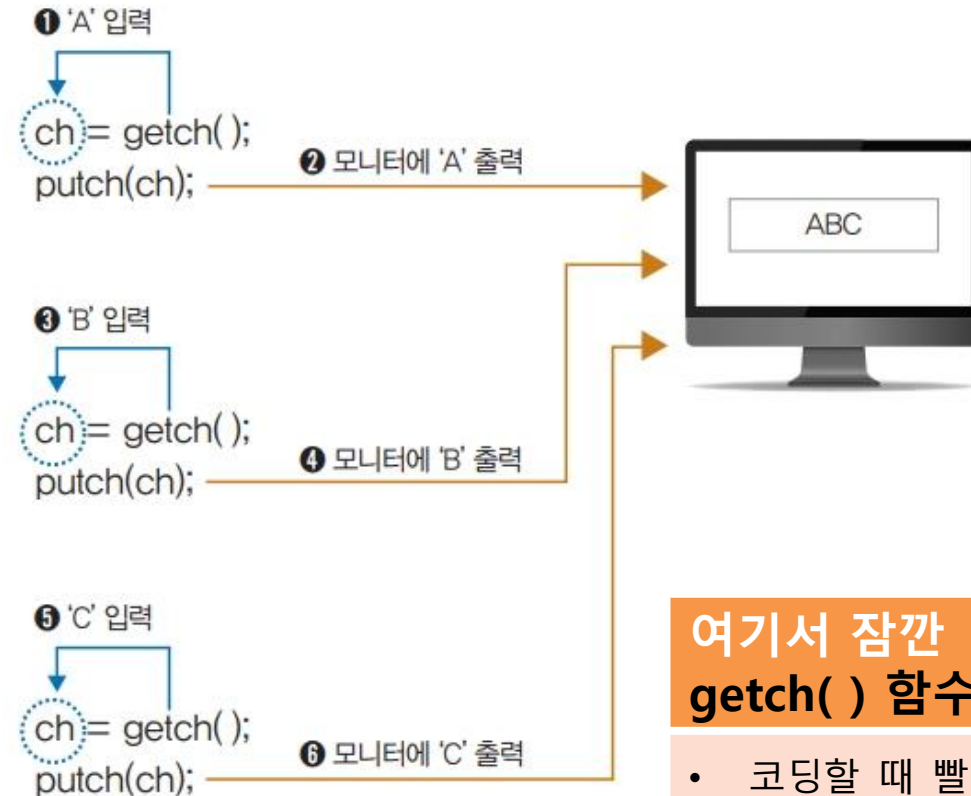 ❶ ‘A’ 입력
ch = getch( );
putch(ch);
❷ 모니터에 ‘A’ 출력
ABC
❸ ‘B’ 입력
ch = getch( );
putch(ch);
❹ 모니터에 ‘B’ 출력
❺ ‘C’ 입력
ch = getch( );
putch(ch);
❻ 모니터에 ‘C’ 출력
여기서 잠깐
getch( ) 함수
• 코딩할 때 빨